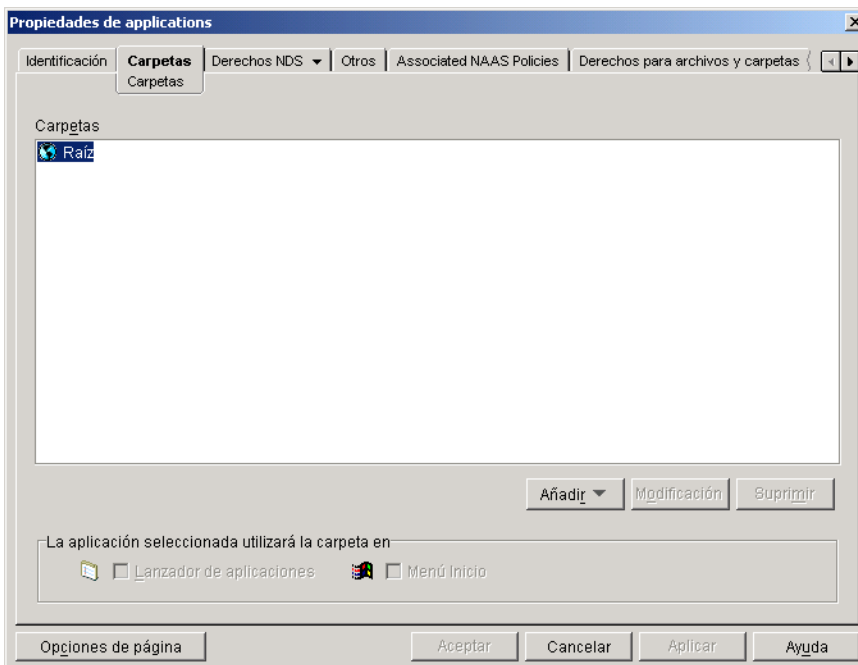 Propiedades de applications
Identificación Carpetas Derechos NDS Otros Associated NAAS Policies Derechos para archivos y carpetas
Carpetas
Carpetas
Raíz
Añadir Modificación Suprimir
La aplicación seleccionada utilizará la carpeta en
Lanzador de aplicaciones Menú Inicio
Opciones de página Aceptar Cancelar Aplicar Ayuda